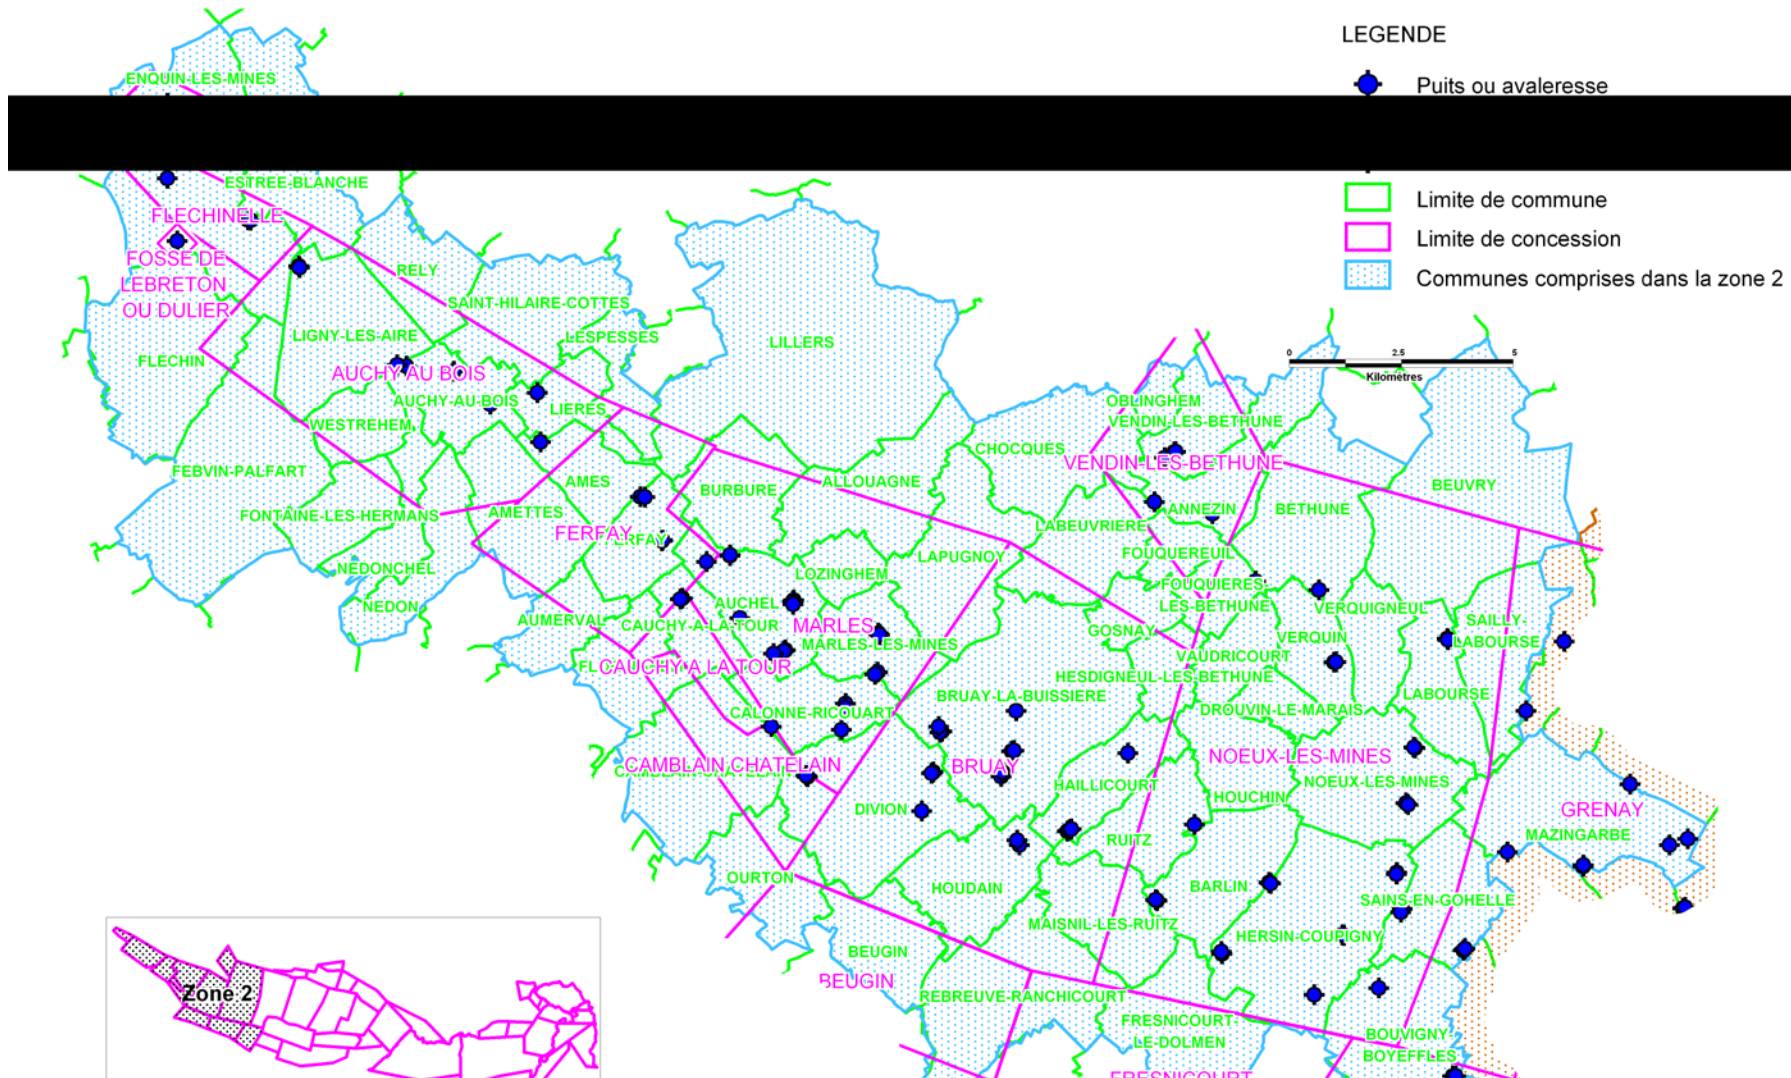 LEGENDE
Puits ou avaleresse
Limite de commune
Limite de concession
Communes comprises dans la zone 2
0 2.5 5
Kilomètres
ENQUIN-LES-MINES
ESTREE-BLANCHE
FLECHINELLE
FOSSE DE
LEBRETON
OU DULIER
RELY
SAINT-HILAIRE-COTTES
LESPESSES
LIGNY-LES-AIRE
LILLERS
FLECHIN
AUCHY AU BOIS
AUCHY-AU-BOIS
LIERES
WESTREHEM
FEBVIN-PALFART
FONTAINE-LES-HERMANS
AMES
AMETTES
FERFAY
NEDONCHEL
NEDON
BURBURE
ALLOUAGNE
CHOCQUES
OBLINGHEM
VENDIN-LES-BETHUNE
VENDIN-LES-BETHUNE
ANNEZIN
BETHUNE
BEUVRY
LABEUVRIERE
LAPUGNOY
FOUQUEREUIL
FOUQUIERES
LES-BETHUNE
LOZINGHEM
AUCHEL
AUMERVAL
CAUCHY-A-LA-TOUR
MARLES
MARLES-LES-MINES
CAUCHY A LA TOUR
GOSNAY
VERQUIGNEUL
VERQUIN
SAILLY-
LABOURSE
VAUDRICOURT
HESDIGNEUL-LES-BETHUNE
BRUAY-LA-BUISSIERE
LABOURSE
DROUVIN-LE-MARAIS
CALONNE-RICOUART
CAMBLAIN CHATELAIN
BRUAY
NOEUX-LES-MINES
NOEUX-LES-MINES
HAILLICOURT
HOUCHIN
DIVION
GRENAY
MAZINGARBE
RUITZ
OURTON
HOUDAIN
BARLIN
SAINS-EN-GOHELLE
MAISNIL-LES-RUITZ
HERSIN-COUPIGNY
BEUGIN
BEUGIN
REBREUVE-RANCHICOURT
FRESNICOURT-
LE-DOLMEN
BOUVIGNY-
BOYEFFLES
FRESNICOURT
Zone 2